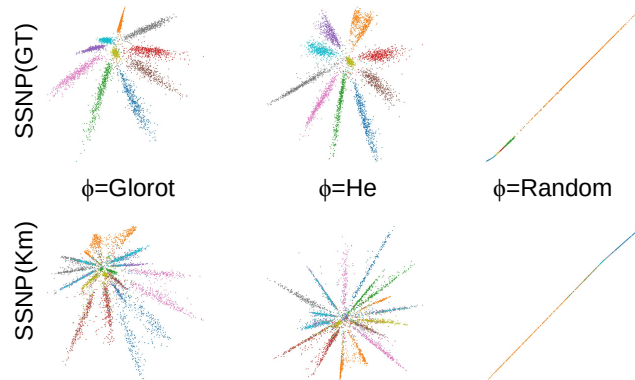 SSNP(GT)
ϕ=Glorot
ϕ=He
ϕ=Random
SSNP(Km)